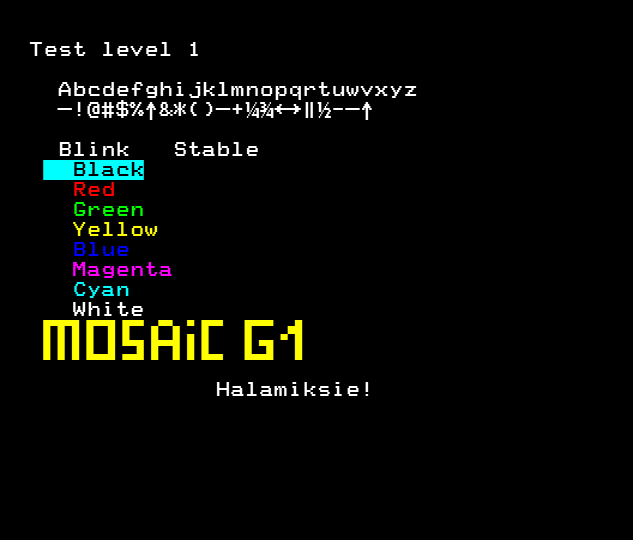 Test level 1
Abcdefghijklmnopqrtuwvxyz
—!@#$%↑&*()—+¼¾←→‖½-—↑
Blink Stable
Black
Red
Green
Yellow
Blue
Magenta
Cyan
White
MOSAiC G1
Halamiksie!